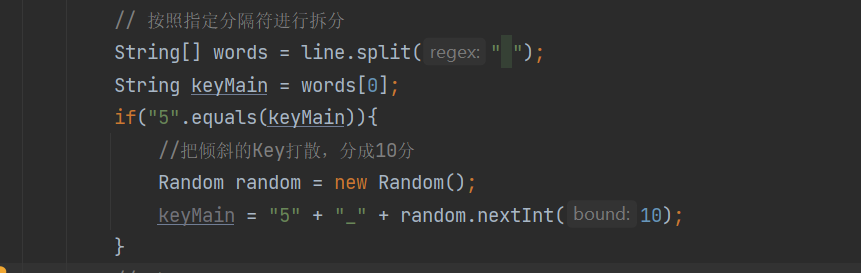 // 按照指定分隔符进行拆分
String[] words = line.split( regex: " ");
String keyMain = words[0];
if("5".equals(keyMain)){
//把倾斜的Key打散，分成10分
Random random = new Random();
keyMain = "5" + "_" + random.nextInt( bound: 10);
}